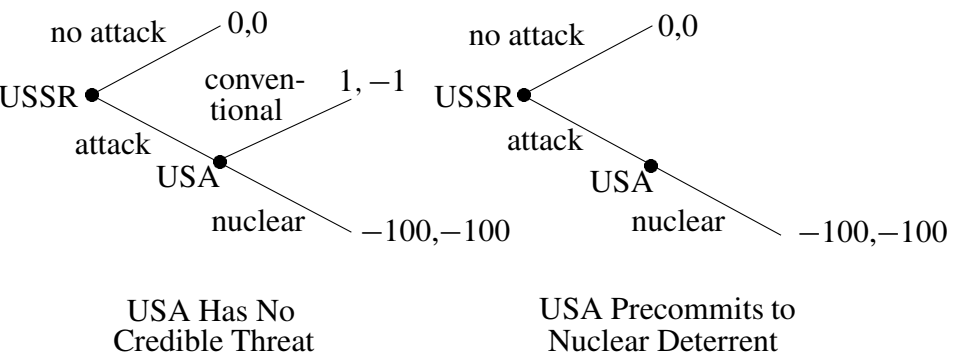 no attack
0,0
conven-
tional
1, −1
USSR
attack
USA
nuclear
−100,−100
USA Has No
Credible Threat
no attack
0,0
USSR
attack
USA
nuclear
−100,−100
USA Precommits to
Nuclear Deterrent